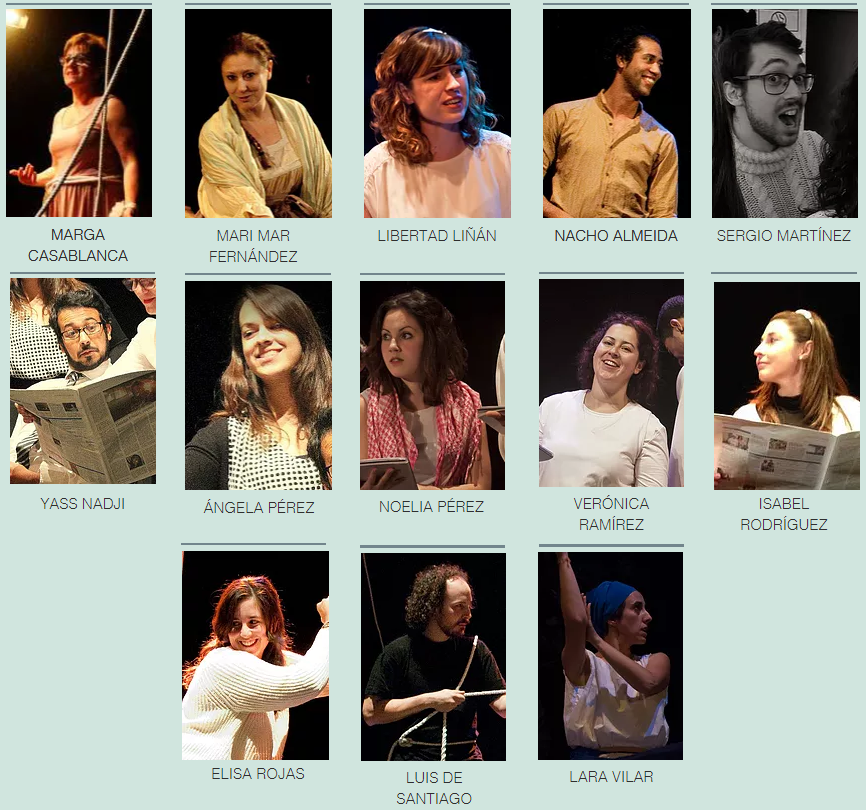 MARGA
CASABLANCA
MARI MAR
FERNÁNDEZ
LIBERTAD LIÑÁN
NACHO ALMEIDA
SERGIO MARTÍNEZ
YASS NADJI
ÁNGELA PÉREZ
NOELIA PÉREZ
VERÓNICA
RAMÍREZ
ISABEL
RODRÍGUEZ
ELISA ROJAS
LUIS DE
SANTIAGO
LARA VILAR